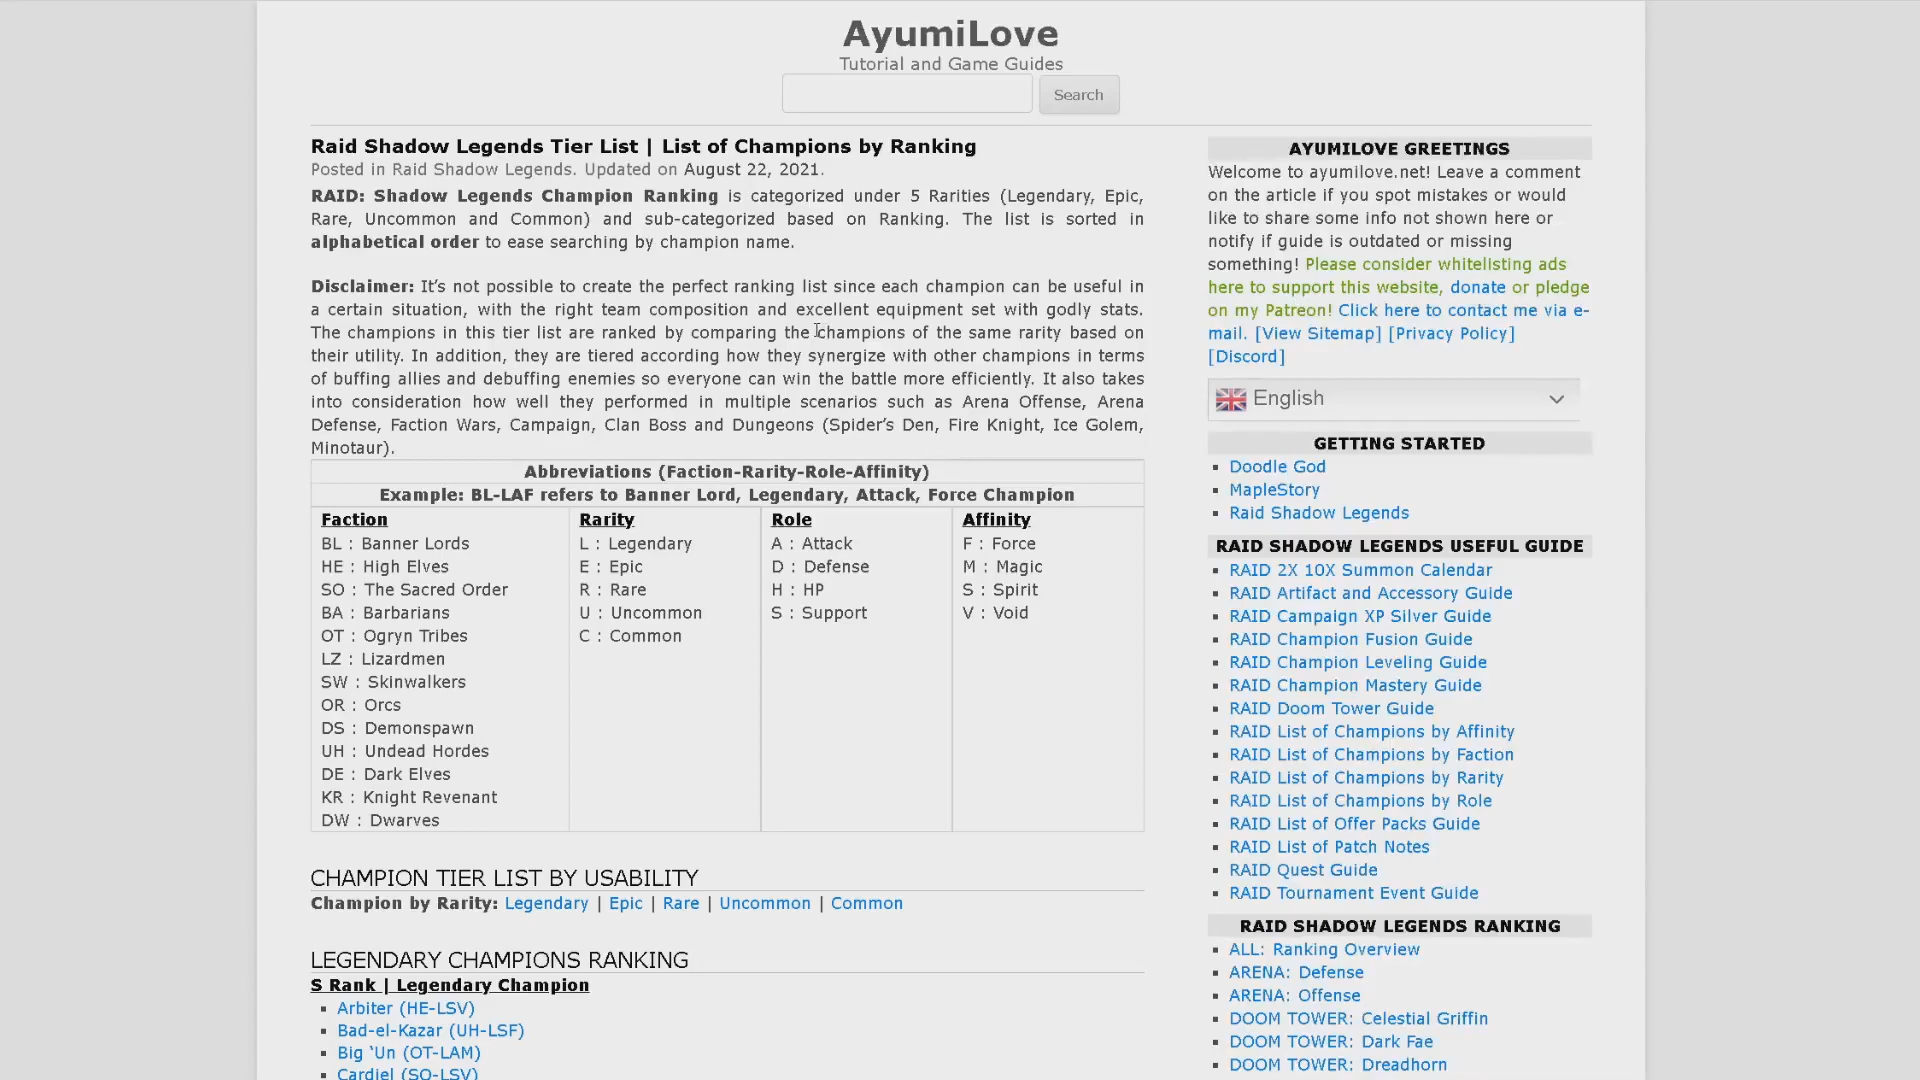 AyumiLove
Tutorial and Game Guides
Search
Raid Shadow Legends Tier List | List of Champions by Ranking
Posted in Raid Shadow Legends. Updated on August 22, 2021.
RAID: Shadow Legends Champion Ranking is categorized under 5 Rarities (Legendary, Epic,
Rare, Uncommon and Common) and sub-categorized based on Ranking. The list is sorted in
alphabetical order to ease searching by champion name.
Disclaimer: It’s not possible to create the perfect ranking list since each champion can be useful in
a certain situation, with the right team composition and excellent equipment set with godly stats.
The champions in this tier list are ranked by comparing the champions of the same rarity based on
their utility. In addition, they are tiered according how they synergize with other champions in terms
of buffing allies and debuffing enemies so everyone can win the battle more efficiently. It also takes
into consideration how well they performed in multiple scenarios such as Arena Offense, Arena
Defense, Faction Wars, Campaign, Clan Boss and Dungeons (Spider’s Den, Fire Knight, Ice Golem,
Minotaur).
Abbreviations (Faction-Rarity-Role-Affinity)
Example: BL-LAF refers to Banner Lord, Legendary, Attack, Force Champion
Faction
BL : Banner Lords
HE : High Elves
SO : The Sacred Order
BA : Barbarians
OT : Ogryn Tribes
LZ : Lizardmen
SW : Skinwalkers
OR : Orcs
DS : Demonspawn
UH : Undead Hordes
DE : Dark Elves
KR : Knight Revenant
DW : Dwarves
Rarity
L : Legendary
E : Epic
R : Rare
U : Uncommon
C : Common
Role
A : Attack
D : Defense
H : HP
S : Support
Affinity
F : Force
M : Magic
S : Spirit
V : Void
CHAMPION TIER LIST BY USABILITY
Champion by Rarity: Legendary | Epic | Rare | Uncommon | Common
LEGENDARY CHAMPIONS RANKING
S Rank | Legendary Champion
Arbiter (HE-LSV)
Bad-el-Kazar (UH-LSF)
Big ‘Un (OT-LAM)
Cardiel (SO-LSV)
AYUMILOVE GREETINGS
Welcome to ayumilove.net! Leave a comment
on the article if you spot mistakes or would
like to share some info not shown here or
notify if guide is outdated or missing
something! Please consider whitelisting ads
here to support this website, donate or pledge
on my Patreon! Click here to contact me via e-
mail. [View Sitemap] [Privacy Policy]
[Discord]
English
GETTING STARTED
Doodle God
MapleStory
Raid Shadow Legends
RAID SHADOW LEGENDS USEFUL GUIDE
RAID 2X 10X Summon Calendar
RAID Artifact and Accessory Guide
RAID Campaign XP Silver Guide
RAID Champion Fusion Guide
RAID Champion Leveling Guide
RAID Champion Mastery Guide
RAID Doom Tower Guide
RAID List of Champions by Affinity
RAID List of Champions by Faction
RAID List of Champions by Rarity
RAID List of Champions by Role
RAID List of Offer Packs Guide
RAID List of Patch Notes
RAID Quest Guide
RAID Tournament Event Guide
RAID SHADOW LEGENDS RANKING
ALL: Ranking Overview
ARENA: Defense
ARENA: Offense
DOOM TOWER: Celestial Griffin
DOOM TOWER: Dark Fae
DOOM TOWER: Dreadhorn